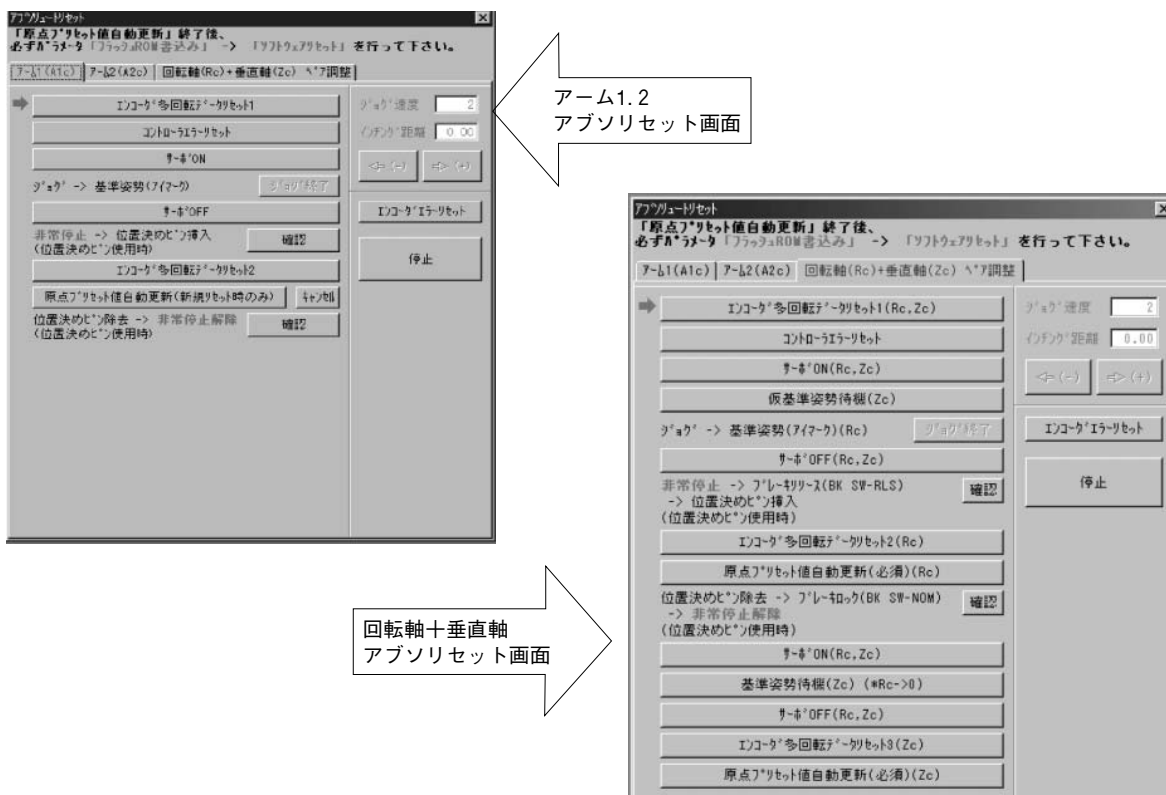 アブソリュートリセット
「原点プリセット値自動更新」終了後、
必ずパラメータ「フラッシュROM書込み」 -> 「ソフトウェアリセット」 を行って下さい。
アーム1(A1c) アーム2(A2c) 回転軸(Rc)+垂直軸(Zc) ペア調整
エンコーダ多回転データリセット1
コントローラエラーリセット
サーボON
ジョグ -> 基準姿勢(アイマーク) ジョグ終了
サーボOFF
非常停止 -> 位置決めピン挿入
(位置決めピン使用時)
確認
エンコーダ多回転データリセット2
原点プリセット値自動更新(新規リセット時のみ) キャンセル
位置決めピン除去 -> 非常停止解除
(位置決めピン使用時)
確認
ジョグ速度 2
インチング距離 0.00
<=(-) =>(+)
エンコーダエラーリセット
停止
アーム1.2
アブソリセット画面
アブソリュートリセット
「原点プリセット値自動更新」終了後、
必ずパラメータ「フラッシュROM書込み」 -> 「ソフトウェアリセット」 を行って下さい。
アーム1(A1c) アーム2(A2c) 回転軸(Rc)+垂直軸(Zc) ペア調整
エンコーダ多回転データリセット1(Rc,Zc)
コントローラエラーリセット
サーボON(Rc,Zc)
仮基準姿勢待機(Zc)
ジョグ -> 基準姿勢(アイマーク)(Rc) ジョグ終了
サーボOFF(Rc,Zc)
非常停止 -> ブレーキリリース(BK SW-RLS)
-> 位置決めピン挿入
(位置決めピン使用時)
確認
エンコーダ多回転データリセット2(Rc)
原点プリセット値自動更新(必須)(Rc)
位置決めピン除去 -> ブレーキロック(BK SW-NOM)
-> 非常停止解除
(位置決めピン使用時)
確認
サーボON(Rc,Zc)
基準姿勢待機(Zc) (*Rc->0)
サーボOFF(Rc,Zc)
エンコーダ多回転データリセット3(Zc)
原点プリセット値自動更新(必須)(Zc)
ジョグ速度 2
インチング距離 0.00
<=(-) =>(+)
エンコーダエラーリセット
停止
回転軸＋垂直軸
アブソリセット画面